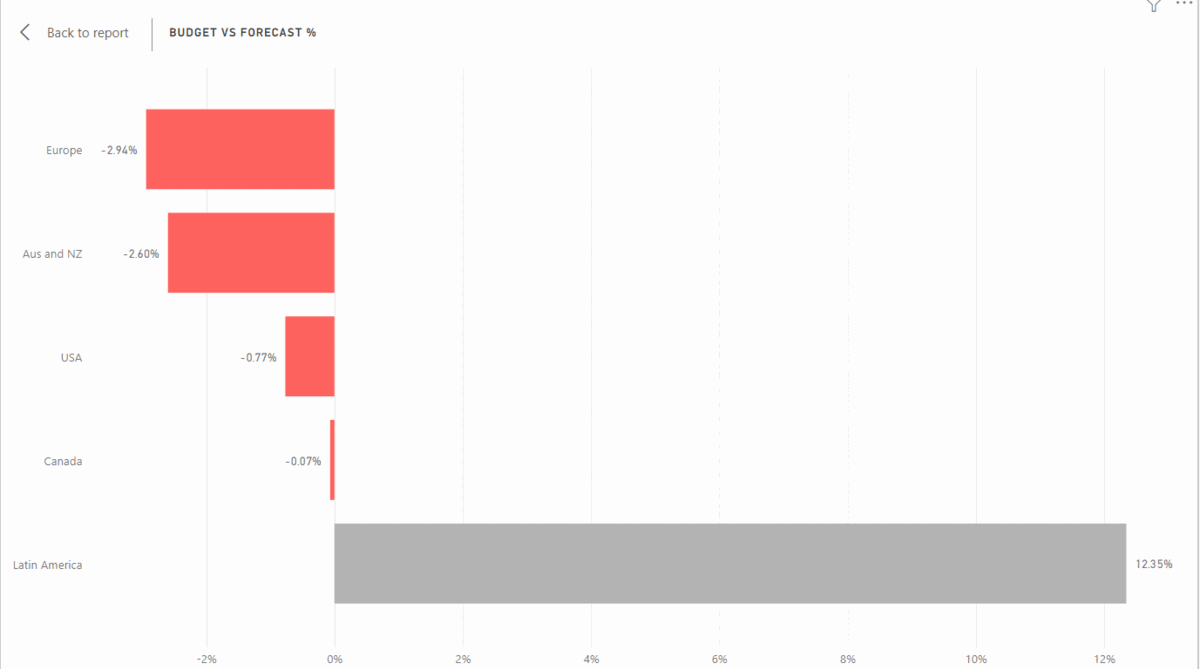 Back to report
BUDGET VS FORECAST %
Europe -2.94%
Aus and NZ -2.60%
USA -0.77%
Canada -0.07%
Latin America 12.35%
-2% 0% 2% 4% 6% 8% 10% 12%